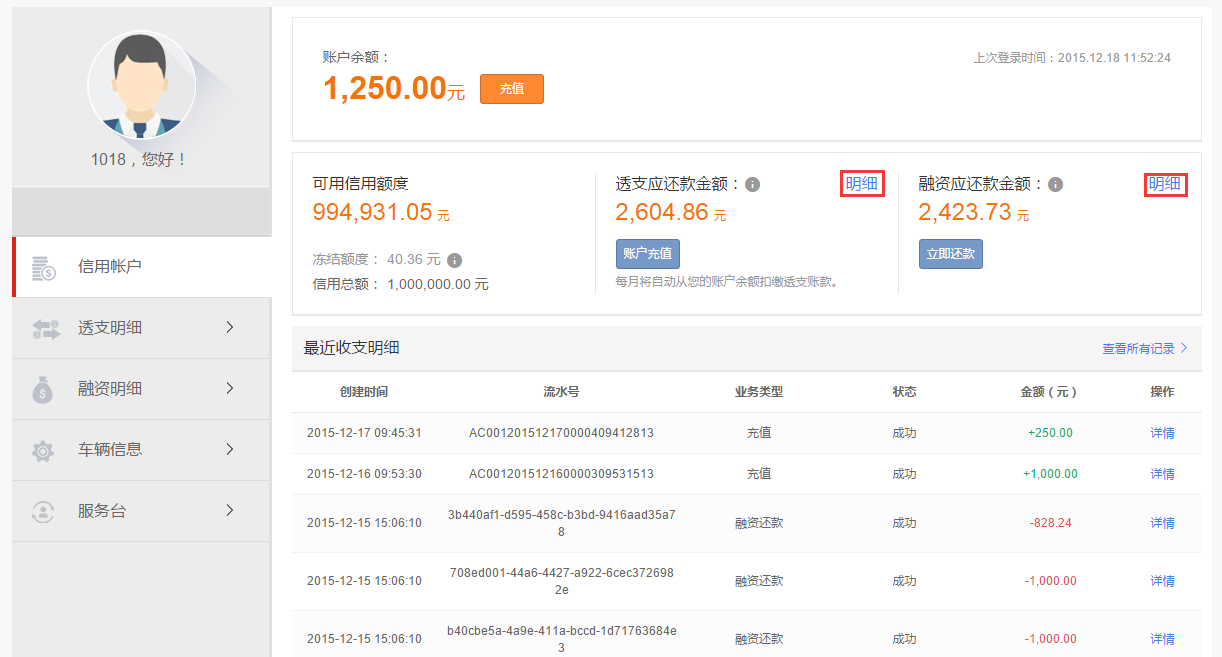 1018，您好！
信用帐户
透支明细
融资明细
车辆信息
服务台
账户余额：
上次登录时间：2015.12.18 11:52:24
1,250.00元 充值
可用信用额度
994,931.05 元
冻结额度： 40.36 元
信用总额： 1,000,000.00 元
透支应还款金额： 明细
2,604.86 元
账户充值
每月将自动从您的账户余额扣缴透支账款。
融资应还款金额： 明细
2,423.73 元
立即还款
最近收支明细 查看所有记录
创建时间 流水号 业务类型 状态 金额（元） 操作
2015-12-17 09:45:31 AC001201512170000409412813 充值 成功 +250.00 详情
2015-12-16 09:53:30 AC001201512160000309531513 充值 成功 +1,000.00 详情
2015-12-15 15:06:10 3b440af1-d595-458c-b3bd-9416aad35a7 融资还款 成功 -828.24 详情
8
2015-12-15 15:06:10 708ed001-44a6-4427-a922-6cec372698 融资还款 成功 -1,000.00 详情
2e
2015-12-15 15:06:10 b40cbe5a-4a9e-411a-bccd-1d71763684e 融资还款 成功 -1,000.00 详情
3